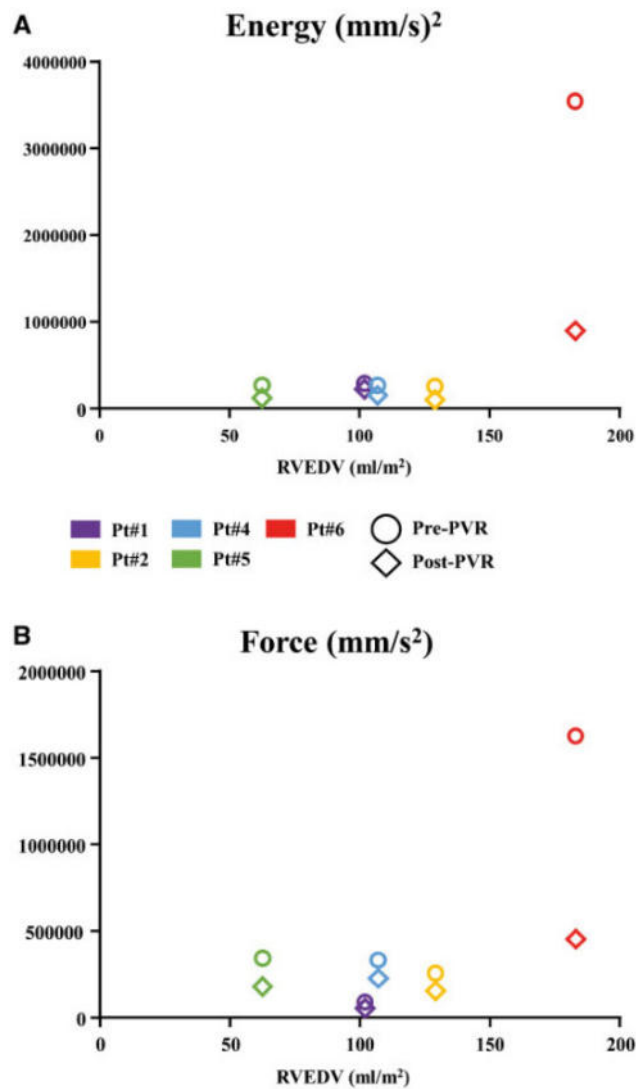 A
Energy (mm/s)²
4000000
3000000
2000000
1000000
0
0 50 100 150 200
RVEDV (ml/m²)
Pt#1 Pt#4 Pt#6 Pre-PVR
Pt#2 Pt#5 Post-PVR
B
Force (mm/s²)
2000000
1500000
1000000
500000
0
0 50 100 150 200
RVEDV (ml/m²)